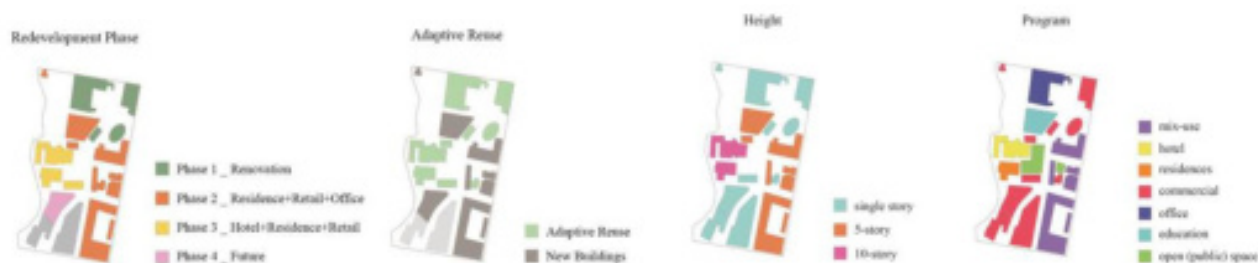 Redevelopment Phase
Phase 1 _ Renovation
Phase 2 _ Residence+Retail+Office
Phase 3 _ Hotel+Residence+Retail
Phase 4 _ Future
Adaptive Reuse
Adaptive Reuse
New Buildings
Height
single story
5-story
10-story
Program
mix-use
hotel
residences
commercial
office
education
open (public) space